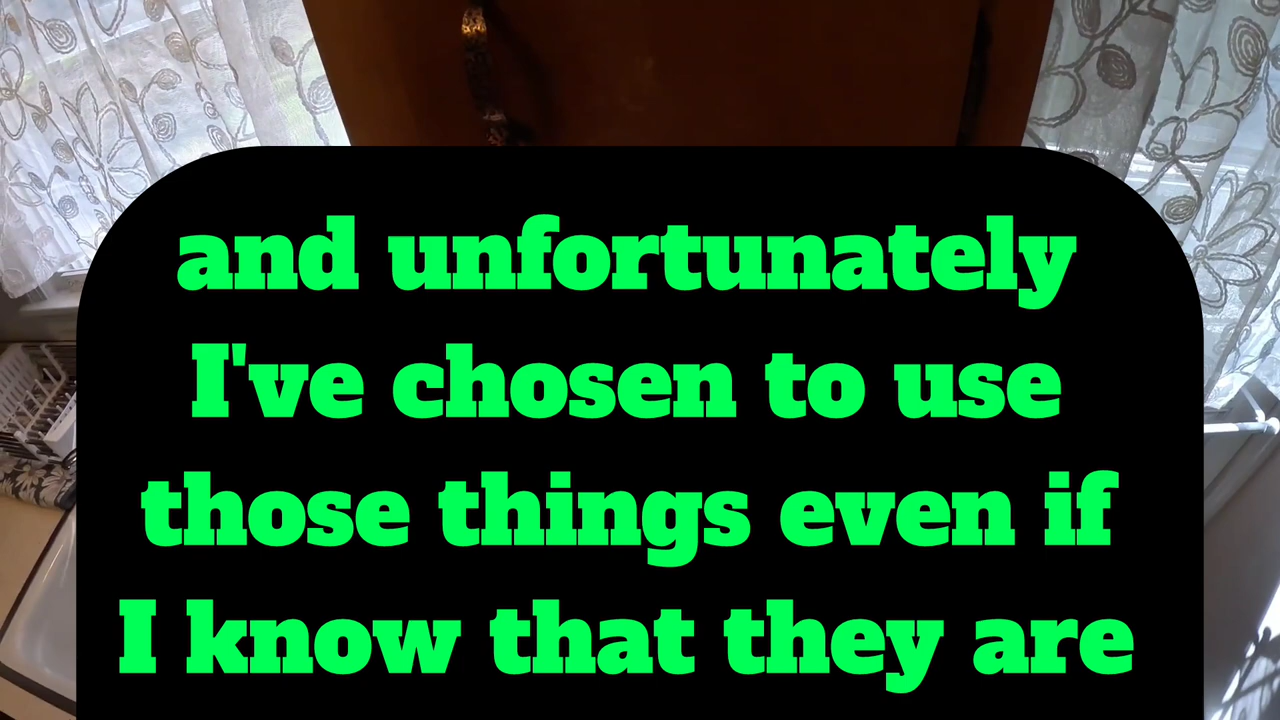 and unfortunately
I've chosen to use
those things even if
I know that they are